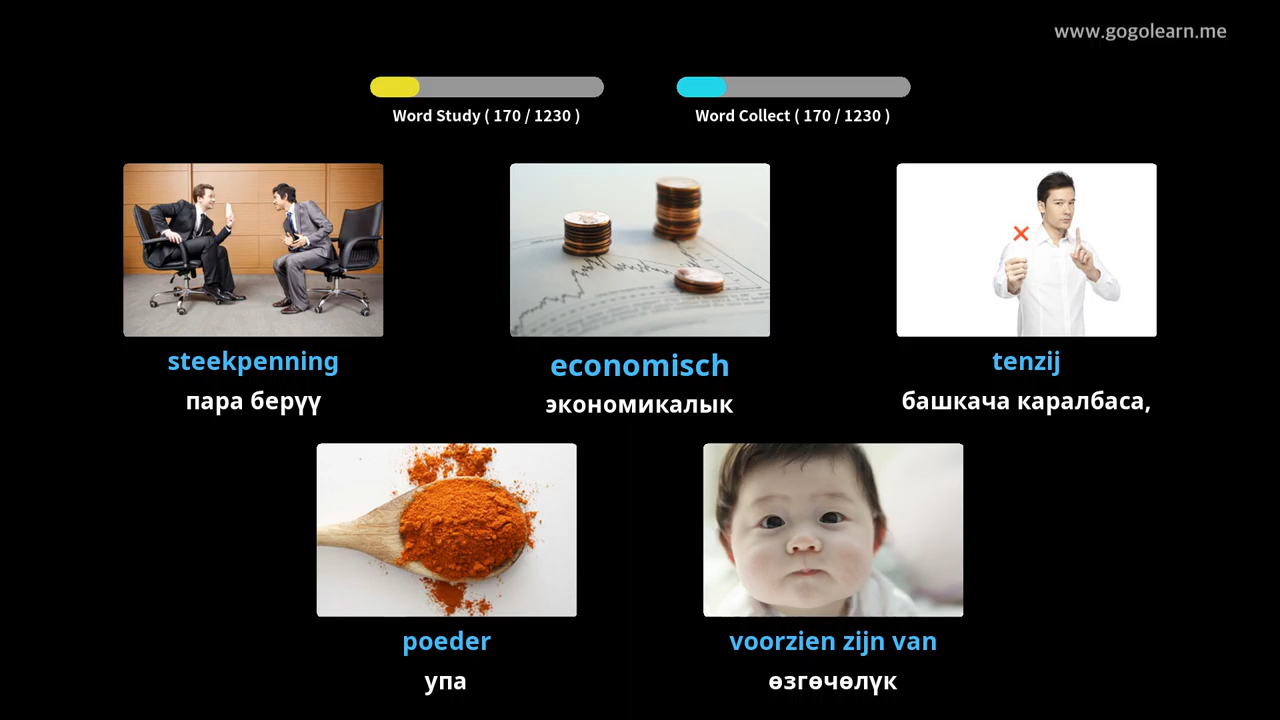 www.gogolearn.me
Word Study ( 170 / 1230 )
Word Collect ( 170 / 1230 )
steekpenning
пара берүү
economisch
экономикалык
tenzij
башкача каралбаса,
poeder
упа
voorzien zijn van
өзгөчөлүк